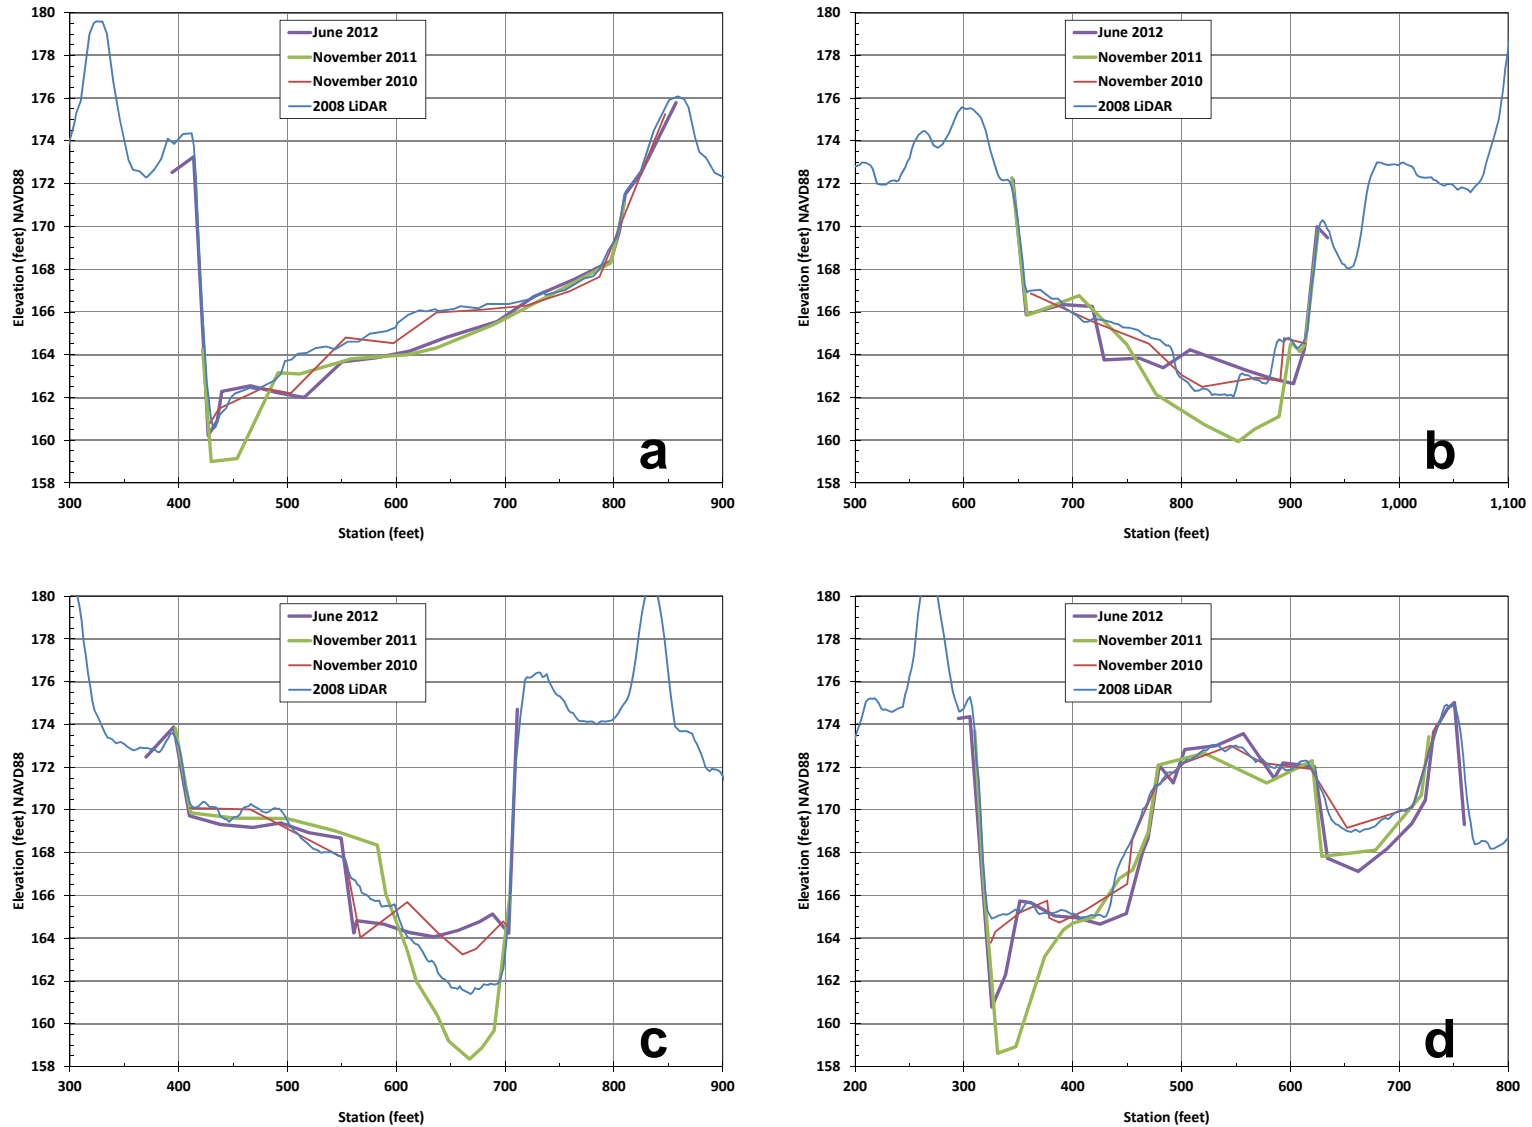 180
178
176
174
172
170
168
166
164
162
160
158
Elevation (feet) NAVD88
June 2012
November 2011
November 2010
2008 LiDAR
a
300 400 500 600 700 800 900
Station (feet)
180
178
176
174
172
170
168
166
164
162
160
158
Elevation (feet) NAVD88
June 2012
November 2011
November 2010
2008 LiDAR
b
500 600 700 800 900 1,000 1,100
Station (feet)
180
178
176
174
172
170
168
166
164
162
160
158
Elevation (feet) NAVD88
June 2012
November 2011
November 2010
2008 LiDAR
c
300 400 500 600 700 800 900
Station (feet)
180
178
176
174
172
170
168
166
164
162
160
158
Elevation (feet) NAVD88
June 2012
November 2011
November 2010
2008 LiDAR
d
200 300 400 500 600 700 800
Station (feet)